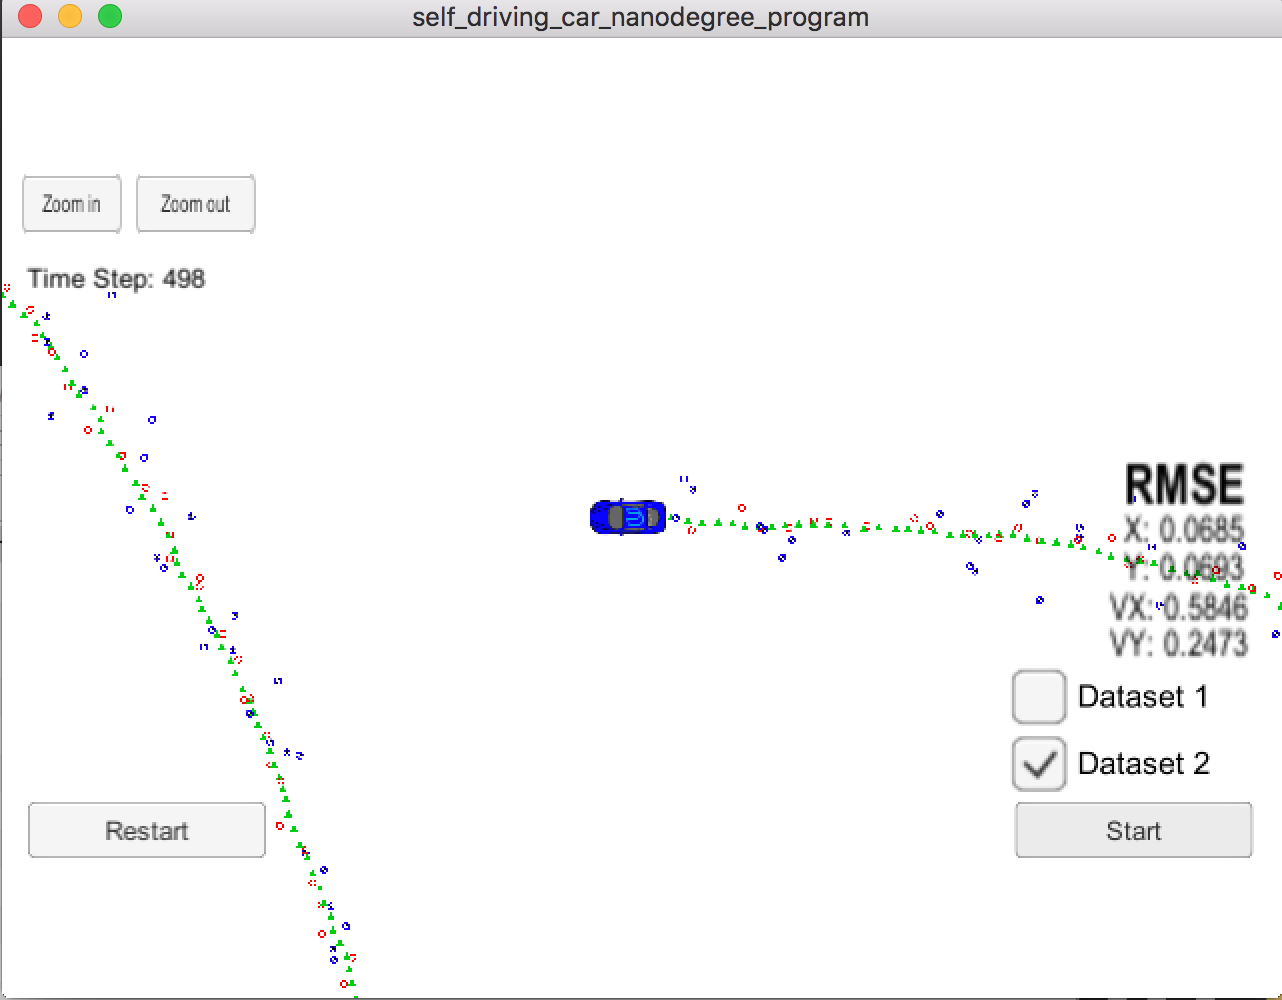 self_driving_car_nanodegree_program
Zoom in
Zoom out
Time Step: 498
RMSE
X: 0.0685
Y: 0.0693
VX: 0.5846
VY: 0.2473
Dataset 1
Dataset 2
Restart
Start